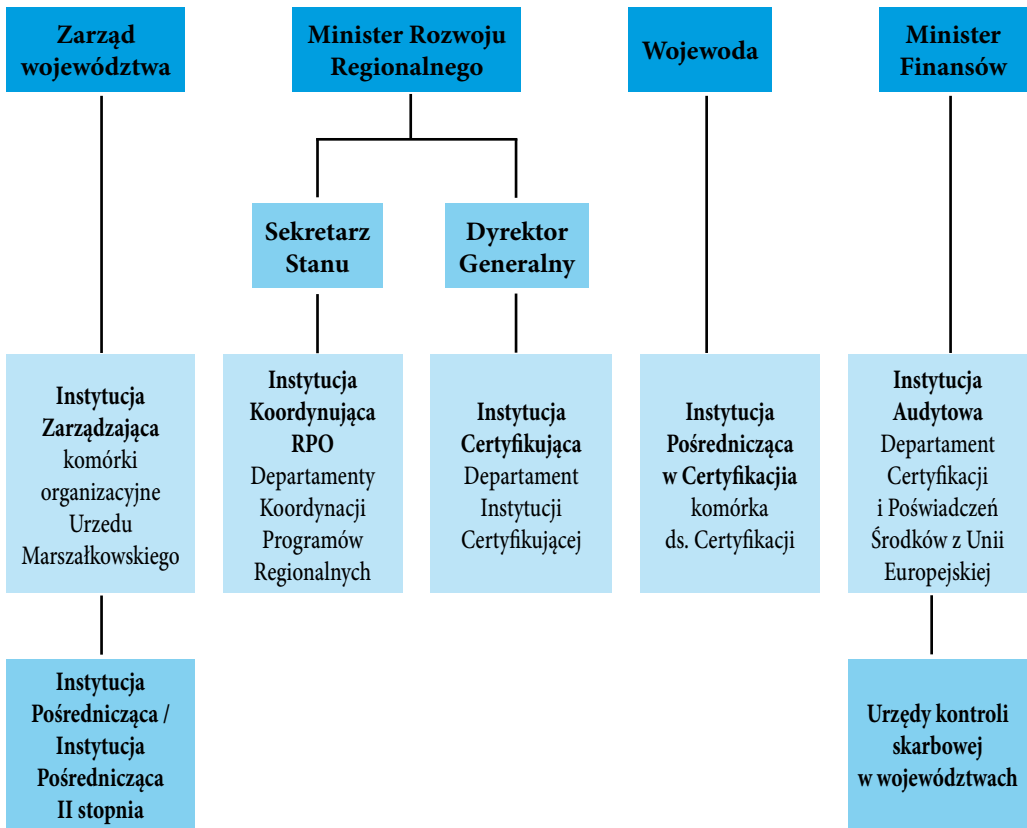 Zarząd
województwa
Minister Rozwoju
Regionalnego
Wojewoda
Minister
Finansów
Sekretarz
Stanu
Dyrektor
Generalny
Instytucja
Zarządzająca
komórki
organizacyjne
Urzedu
Marszałkowskiego
Instytucja
Koordynująca
RPO
Departamenty
Koordynacji
Programów
Regionalnych
Instytucja
Certyfikująca
Departament
Instytucji
Certyfikującej
Instytucja
Pośrednicząca
w Certyfikacjia
komórka
ds. Certyfikacji
Instytucja
Audytowa
Departament
Certyfikacji
i Poświadczeń
Środków z Unii
Europejskiej
Instytucja
Pośrednicząca /
Instytucja
Pośrednicząca
II stopnia
Urzędy kontroli
skarbowej
w województwach